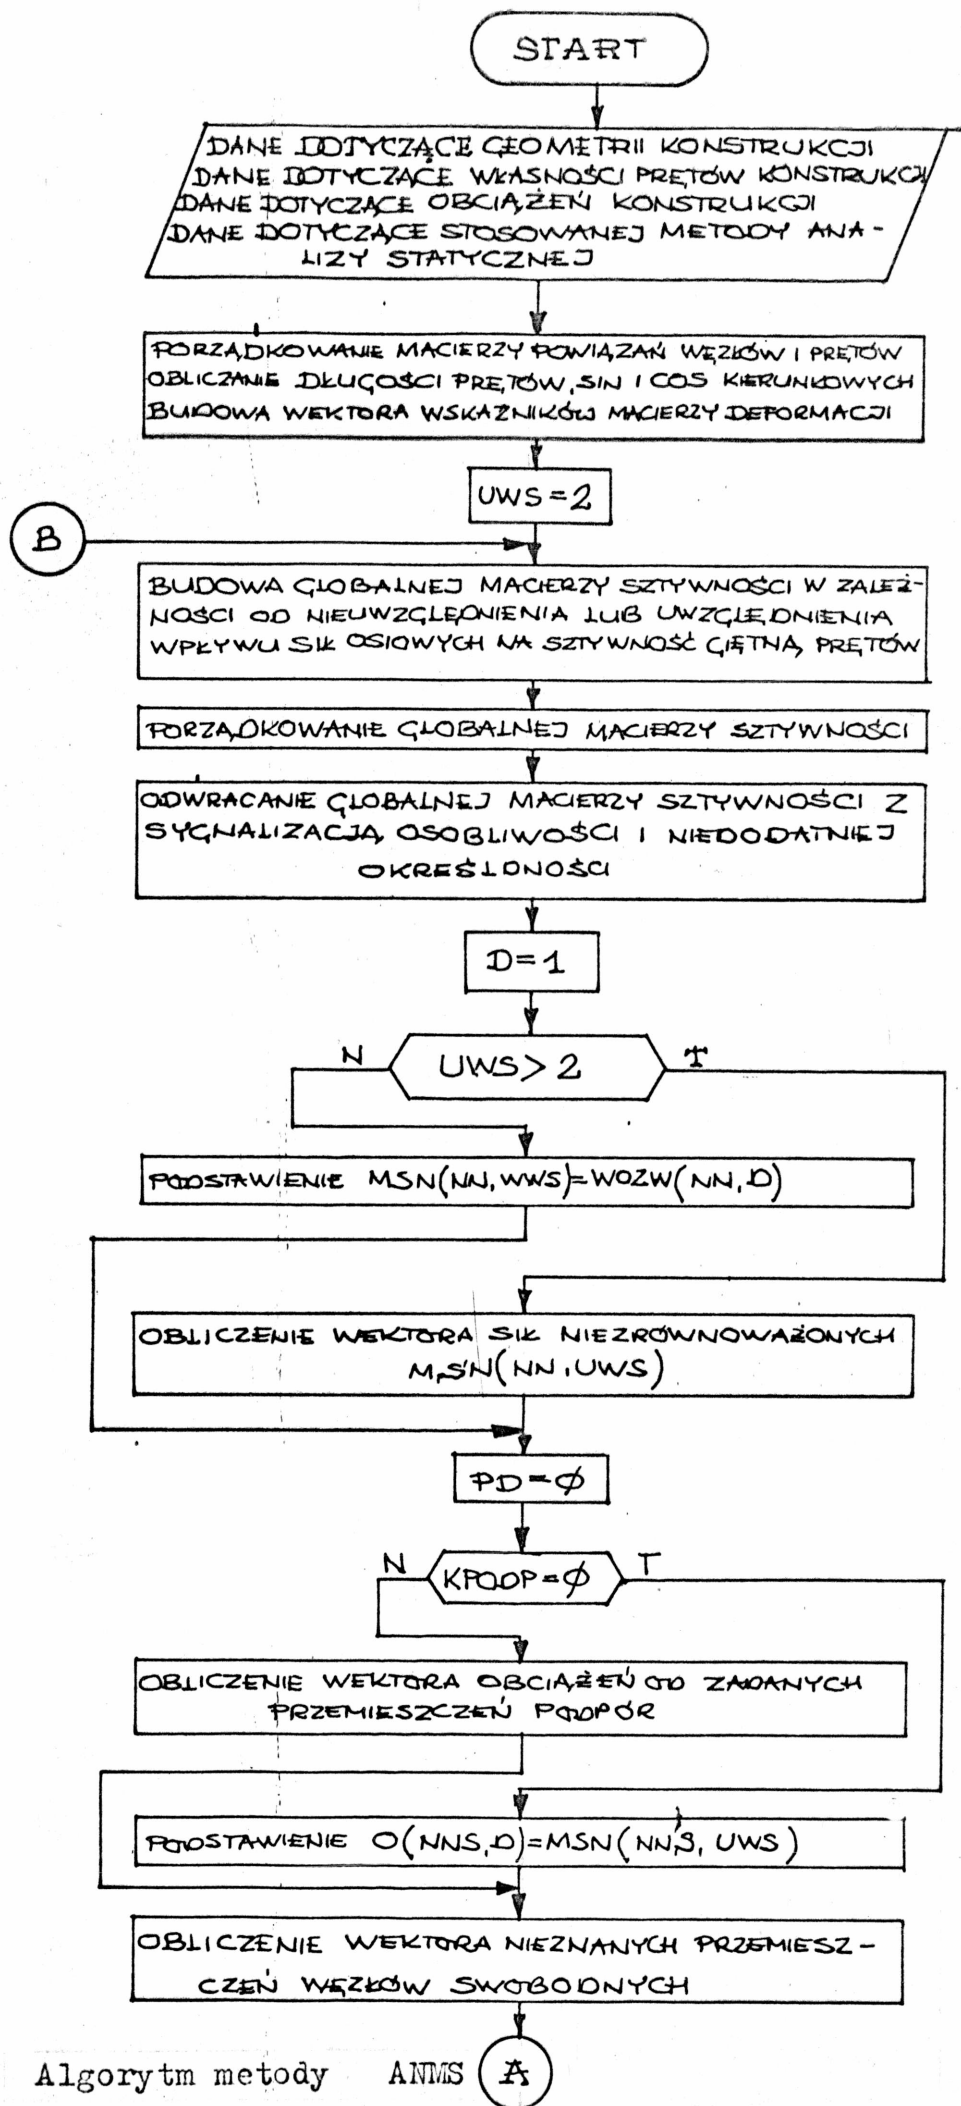 START
DANE DOTYCZĄCE GEOMETRII KONSTRUKCJI
DANE DOTYCZĄCE WŁASNOŚCI PRĘTÓW KONSTRUKCJI
DANE DOTYCZĄCE OBCIĄŻEŃ KONSTRUKCJI
DANE DOTYCZĄCE STOSOWANEJ METODY ANA-
LIZY STATYCZNEJ
PORZĄDKOWANIE MACIERZY POWIĄZAŃ WĘZŁÓW I PRĘTÓW
OBLICZANIE DŁUGOŚCI PRĘTÓW, SIN I COS KIERUNKOWYCH
BUDOWA WEKTORA WSKAŹNIKÓW MACIERZY DEFORMACJI
UWS=2
B
BUDOWA GLOBALNEJ MACIERZY SZTYWNOŚCI W ZALEŻ-
NOŚCI OD NIEUWZGLĘDNIENIA LUB UWZGLĘDNIENIA
WPŁYWU SIŁ OSIOWYCH NA SZTYWNOŚĆ GIĘTNĄ PRĘTÓW
PORZĄDKOWANIE GLOBALNEJ MACIERZY SZTYWNOŚCI
ODWRACANIE GLOBALNEJ MACIERZY SZTYWNOŚCI Z
SYGNALIZACJĄ OSOBLIWOŚCI I NIEDODATNIEJ
OKREŚLONOŚCI
D=1
N UWS>2 T
PODSTAWIENIE MSN(NN,WWS)=WOZW(NN,D)
OBLICZENIE WEKTORA SIŁ NIEZRÓWNOWAŻONYCH
MSN(NN,UWS)
PD=Ø
N KPODP=Ø T
OBLICZENIE WEKTORA OBCIĄŻEŃ OD ZADANYCH
PRZEMIESZCZEŃ PODPÓR
PODSTAWIENIE O(NNS,D)=MSN(NNS, UWS)
OBLICZENIE WEKTORA NIEZNANYCH PRZEMIESZ-
CZEŃ WĘZŁÓW SWOBODNYCH
Algorytm metody ANMS A